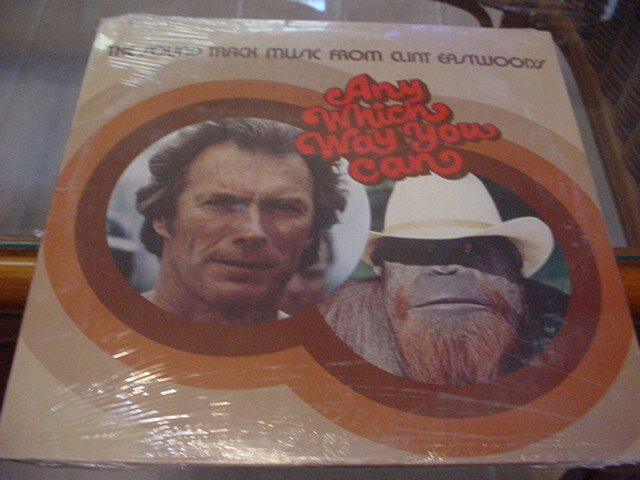 THE SOUND TRACK MUSIC FROM CLINT EASTWOOD'S
Any
Which
Way You
Can